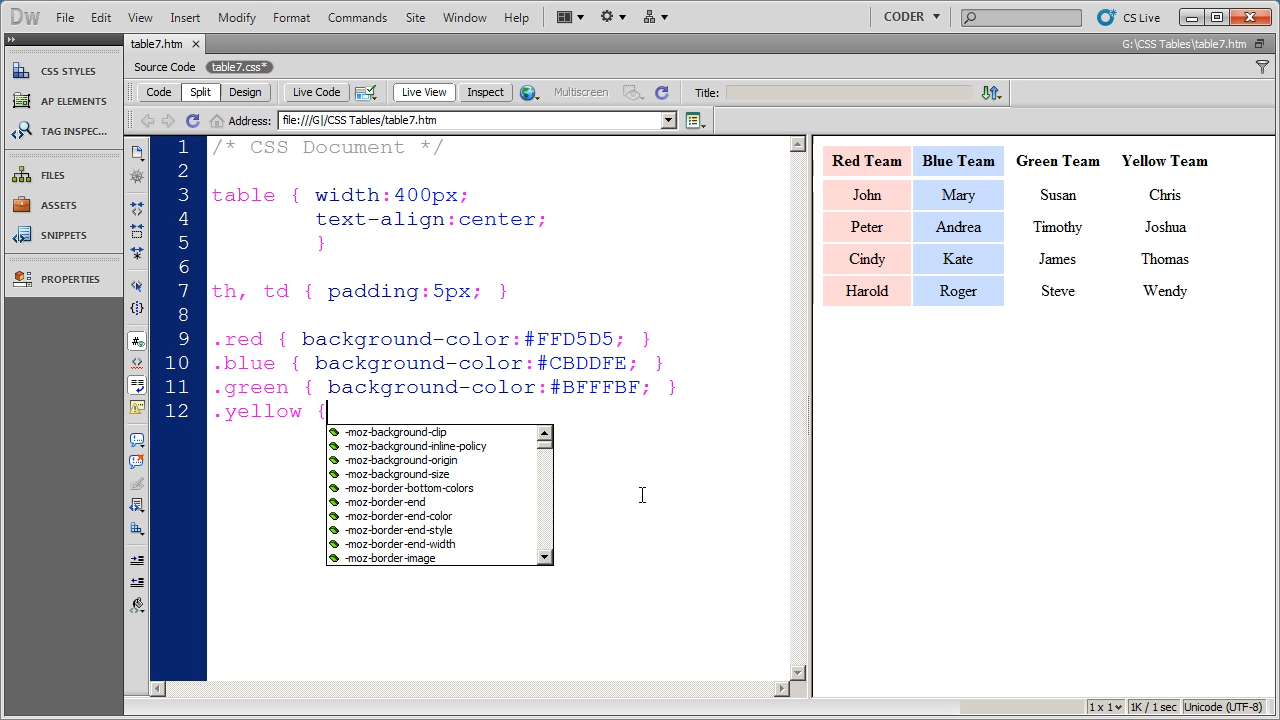 Dw File Edit View Insert Modify Format Commands Site Window Help CODER CS Live
table7.htm G:\CSS Tables\table7.htm
Source Code table7.css*
Code Split Design Live Code Live View Inspect Multiscreen Title:
Address: file:///G|/CSS Tables/table7.htm
CSS STYLES
AP ELEMENTS
TAG INSPEC...
FILES
ASSETS
SNIPPETS
PROPERTIES
1 /* CSS Document */
2
3 table { width:400px;
4 text-align:center;
5 }
6
7 th, td { padding:5px; }
8
9 .red { background-color:#FFD5D5; }
10 .blue { background-color:#CBDDFE; }
11 .green { background-color:#BFFFBF; }
12 .yellow {
-moz-background-clip
-moz-background-inline-policy
-moz-background-origin
-moz-background-size
-moz-border-bottom-colors
-moz-border-end
-moz-border-end-color
-moz-border-end-style
-moz-border-end-width
-moz-border-image
Red Team Blue Team Green Team Yellow Team
John Mary Susan Chris
Peter Andrea Timothy Joshua
Cindy Kate James Thomas
Harold Roger Steve Wendy
1 x 1 1K / 1 sec Unicode (UTF-8)